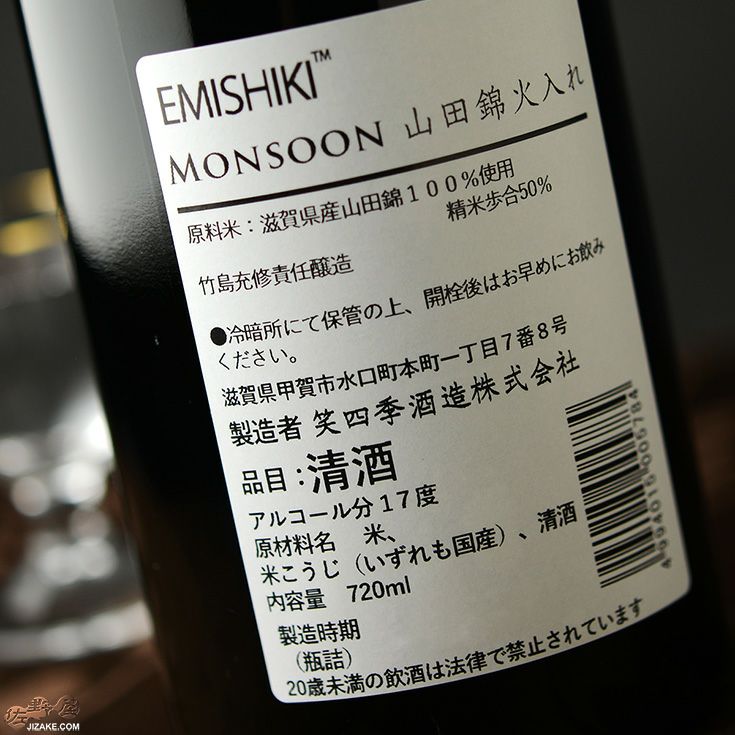 EMISHIKI™
MONSOON 山田錦火入れ
原料米：滋賀県産山田錦１００％使用
精米歩合50%
竹島充修責任醸造
●冷暗所にて保管の上、開栓後はお早めにお飲み
ください。
滋賀県甲賀市水口町本町一丁目７番８号
製造者 笑四季酒造株式会社
品目：清酒
アルコール分１７度
原材料名　米、
米こうじ（いずれも国産）、清酒
内容量　720ml
製造時期
（瓶詰）
20歳未満の飲酒は法律で禁止されています
4 994015 006784
佐野屋
JIZAKE.COM